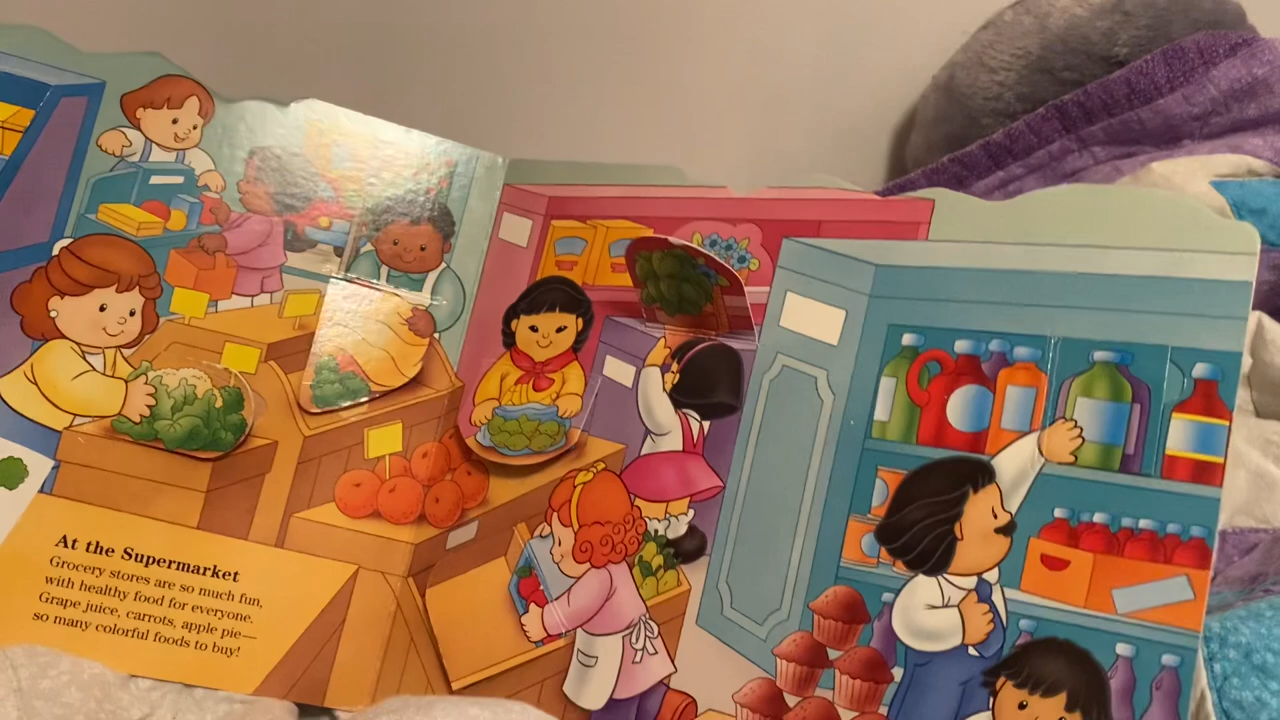 At the Supermarket
Grocery stores are so much fun,
with healthy food for everyone.
Grape juice, carrots, apple pie—
so many colorful foods to buy!